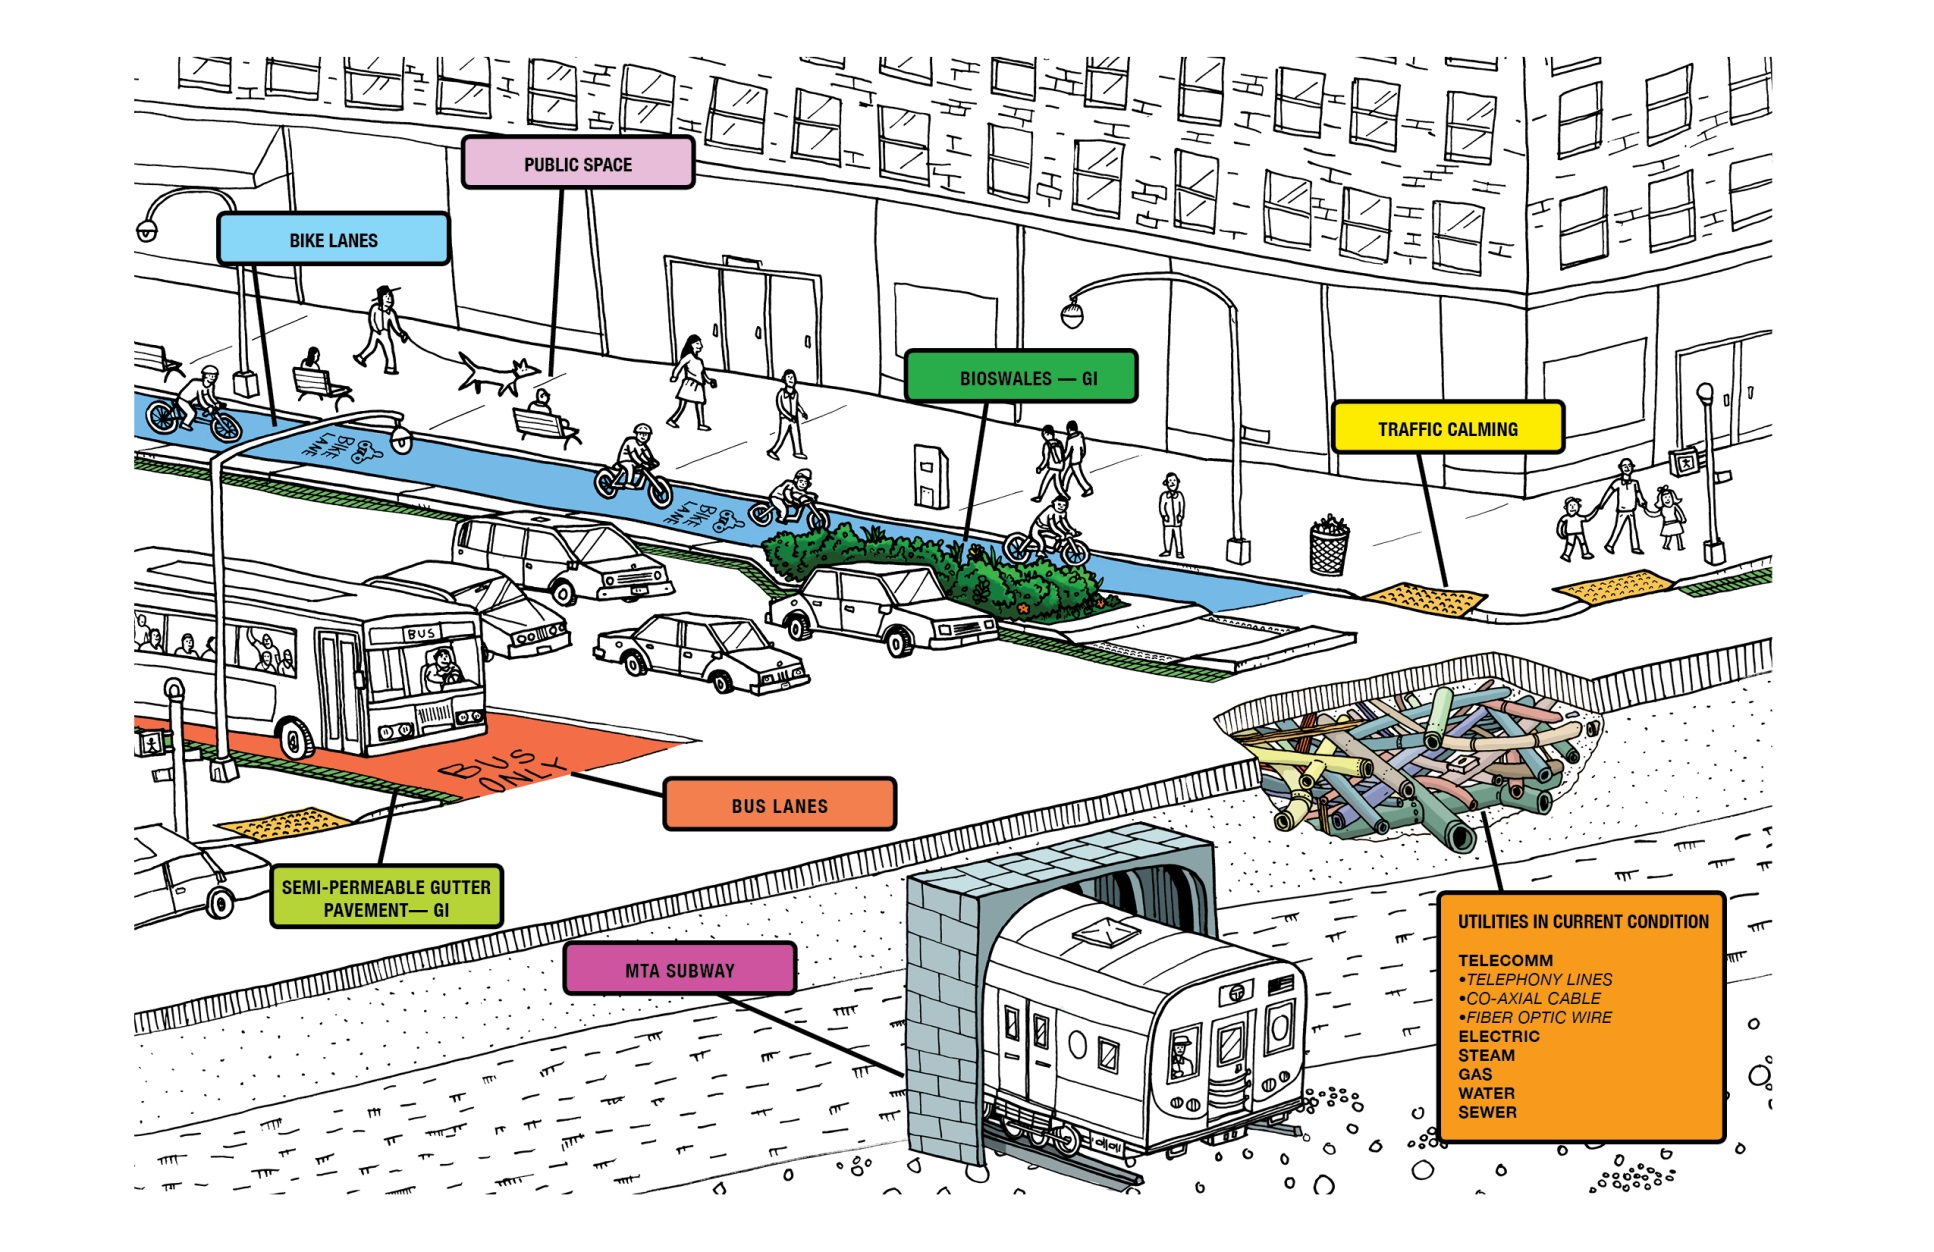 PUBLIC SPACE
BIKE LANES
BIOSWALES — GI
TRAFFIC CALMING
BIKE
LANE
BIKE
LANE
BUS
BUS
ONLY
BUS LANES
SEMI-PERMEABLE GUTTER
PAVEMENT— GI
MTA SUBWAY
UTILITIES IN CURRENT CONDITION
TELECOMM
•TELEPHONY LINES
•CO-AXIAL CABLE
•FIBER OPTIC WIRE
ELECTRIC
STEAM
GAS
WATER
SEWER